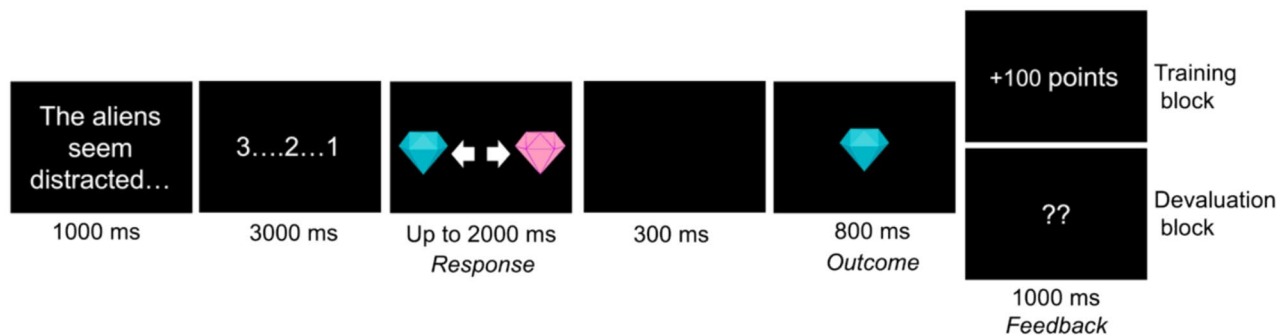 The aliens
seem
distracted…
1000 ms
3….2…1
3000 ms
Up to 2000 ms
Response
300 ms
800 ms
Outcome
+100 points
Training
block
??
Devaluation
block
1000 ms
Feedback